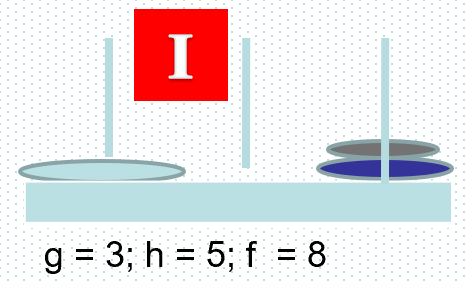 I
g = 3; h = 5; f  = 8